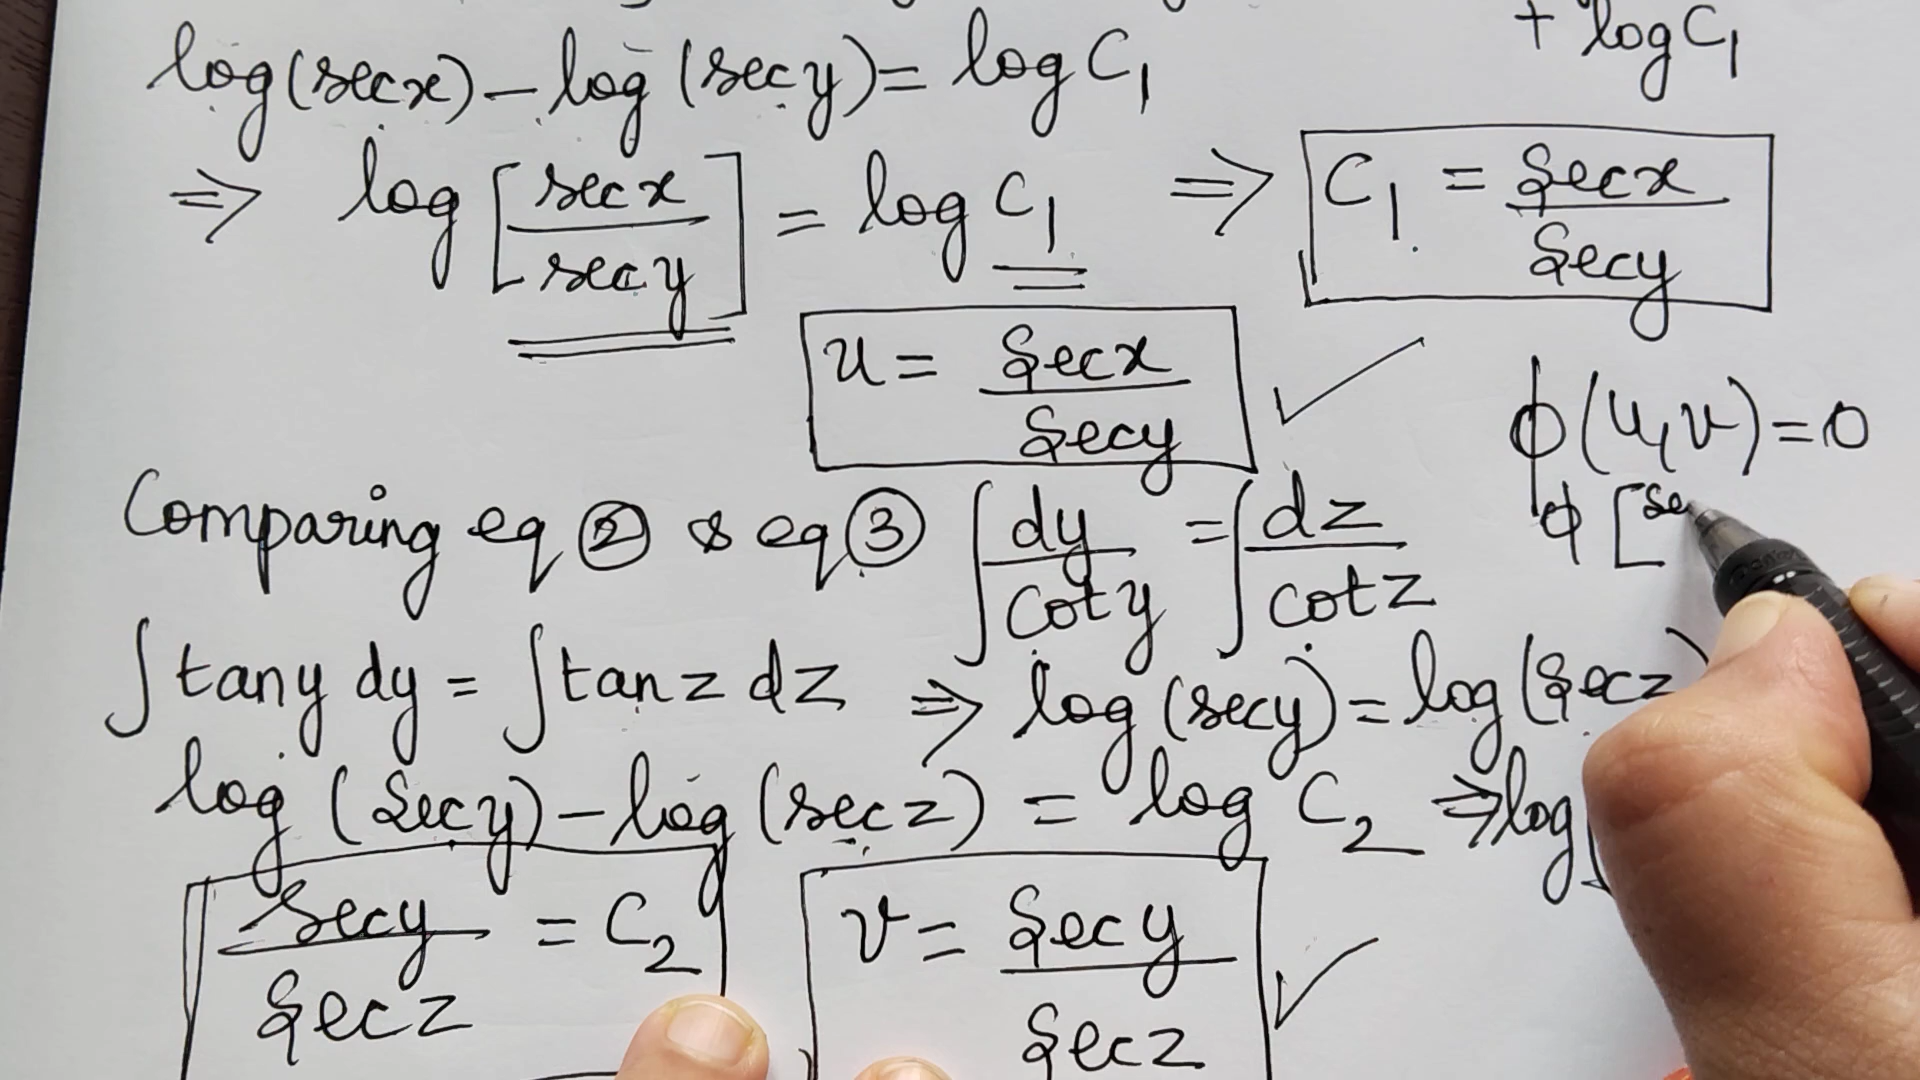 + log C₁
log(secx) - log(secy) = log C₁
⇒ log [secx/secy] = log C₁ ⇒ C₁ = Secx/Secy
u = Secx/Secy
ϕ(u,v) = 0
Comparing eq ② & eq ③ ∫dy/coty = ∫dz/cotz
ϕ [Sec
∫tany dy = ∫tanz dz ⇒ log(secy) = log(Secz)
log(Secy) - log(secz) = log C₂ ⇒ log
Secy/Secz = C₂
v = Secy/Secz